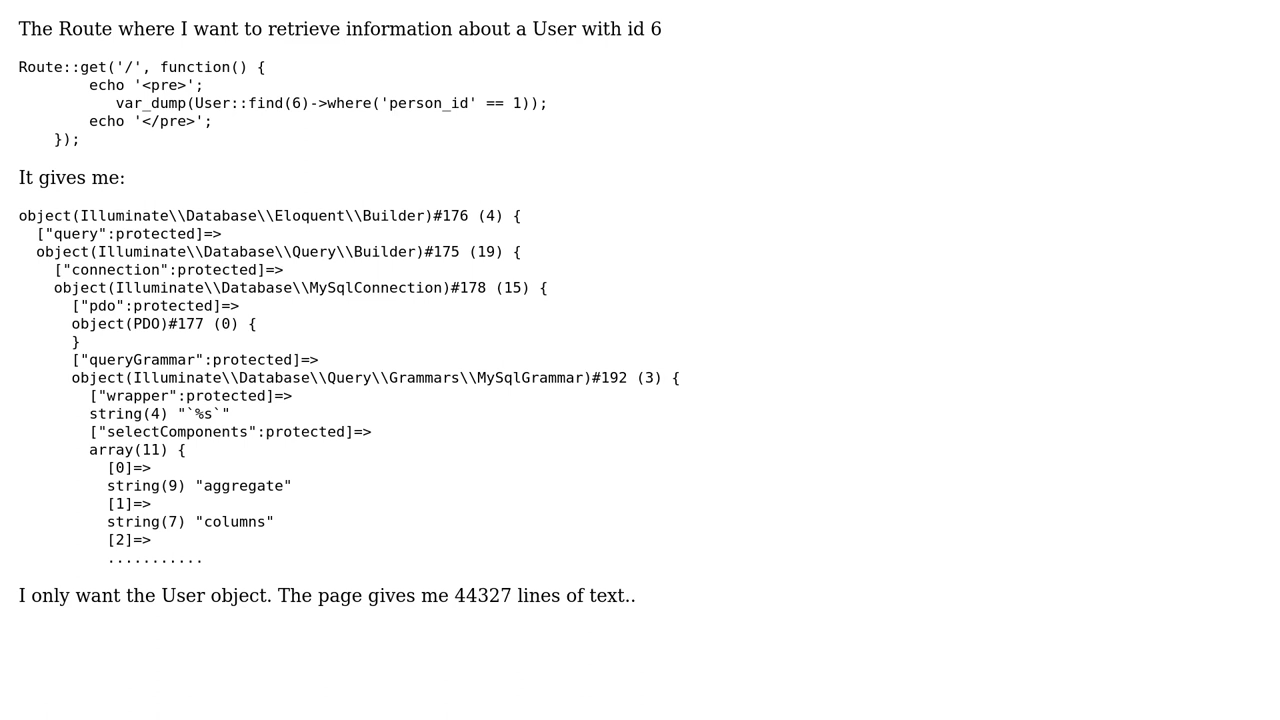 The Route where I want to retrieve information about a User with id 6
Route::get('/', function() {
        echo '<pre>';
           var_dump(User::find(6)->where('person_id' == 1));
        echo '</pre>';
    });
It gives me:
object(Illuminate\\Database\\Eloquent\\Builder)#176 (4) {
  ["query":protected]=>
  object(Illuminate\\Database\\Query\\Builder)#175 (19) {
    ["connection":protected]=>
    object(Illuminate\\Database\\MySqlConnection)#178 (15) {
      ["pdo":protected]=>
      object(PDO)#177 (0) {
      }
      ["queryGrammar":protected]=>
      object(Illuminate\\Database\\Query\\Grammars\\MySqlGrammar)#192 (3) {
        ["wrapper":protected]=>
        string(4) "`%s`"
        ["selectComponents":protected]=>
        array(11) {
          [0]=>
          string(9) "aggregate"
          [1]=>
          string(7) "columns"
          [2]=>
          ...........
I only want the User object. The page gives me 44327 lines of text..